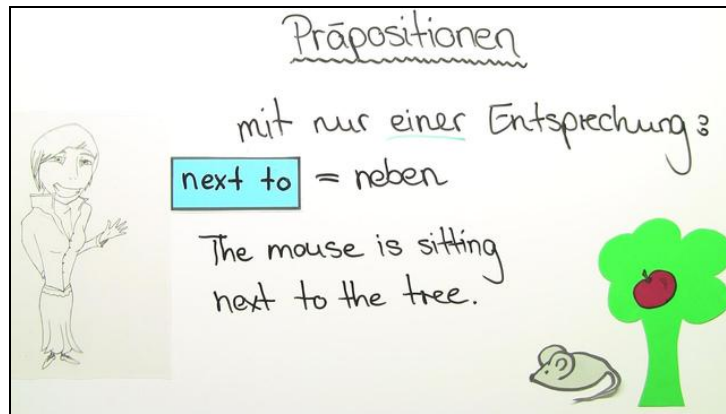 Präpositionen
mit nur einer Entsprechung:
next to = neben
The mouse is sitting
next to the tree.